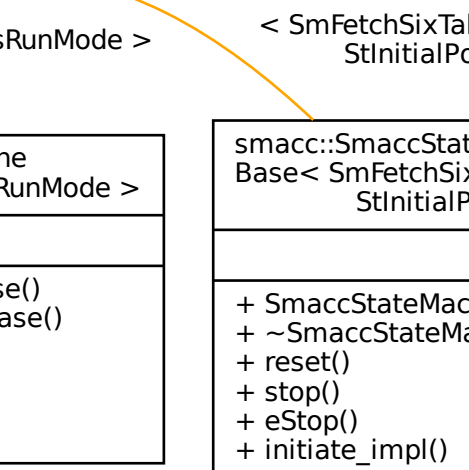 sRunMode >
< SmFetchSixTal
StInitialPo
ne
RunMode >
se()
ase()
smacc::SmaccStat
Base< SmFetchSix
StInitialP
+ SmaccStateMac
+ ~SmaccStateMa
+ reset()
+ stop()
+ eStop()
+ initiate_impl()